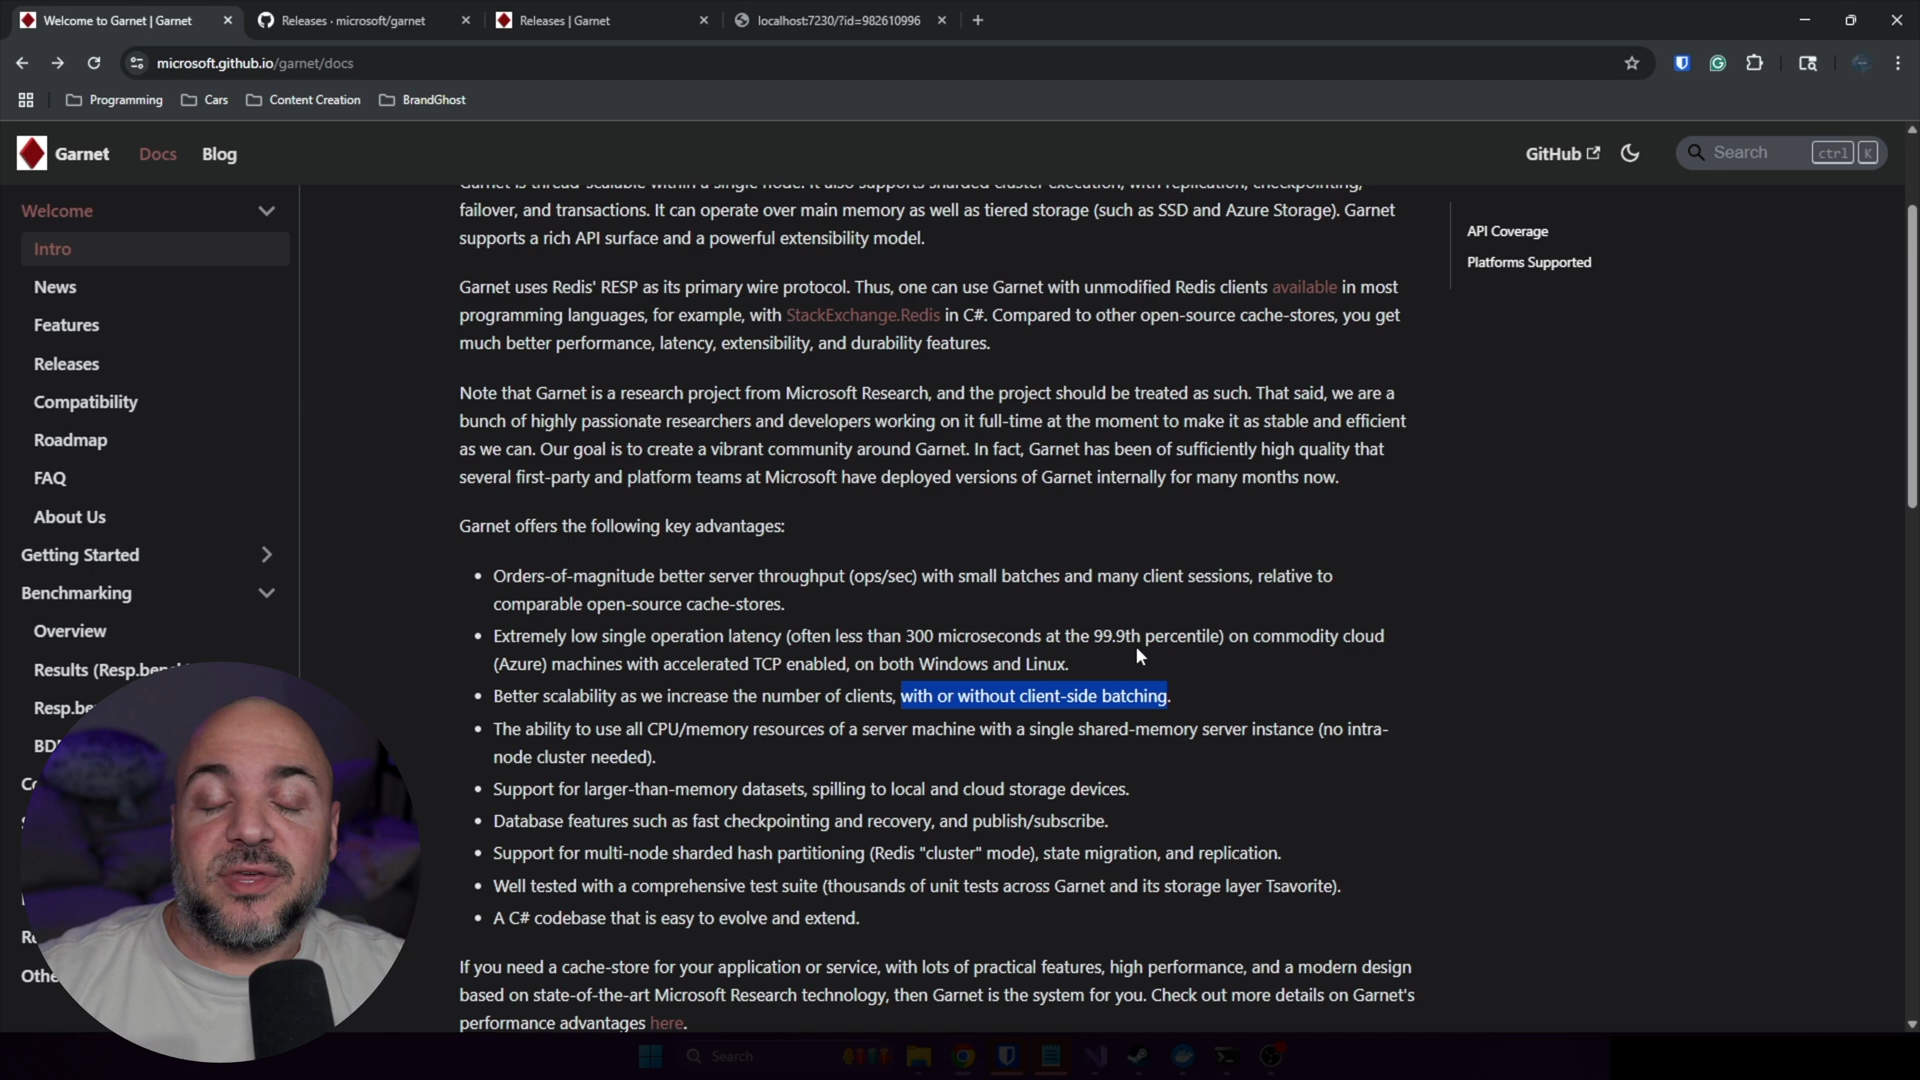 Welcome to Garnet | Garnet
Releases · microsoft/garnet
Releases | Garnet
localhost:7230/?id=982610996
microsoft.github.io/garnet/docs
Programming
Cars
Content Creation
BrandGhost
Garnet
Docs
Blog
GitHub
Search
ctrl
K
Welcome
Intro
News
Features
Releases
Compatibility
Roadmap
FAQ
About Us
Getting Started
Benchmarking
Overview
Results (Resp.ben
Resp.be
BD
failover, and transactions. It can operate over main memory as well as tiered storage (such as SSD and Azure Storage). Garnet
supports a rich API surface and a powerful extensibility model.
Garnet uses Redis' RESP as its primary wire protocol. Thus, one can use Garnet with unmodified Redis clients available in most
programming languages, for example, with StackExchange.Redis in C#. Compared to other open-source cache-stores, you get
much better performance, latency, extensibility, and durability features.
Note that Garnet is a research project from Microsoft Research, and the project should be treated as such. That said, we are a
bunch of highly passionate researchers and developers working on it full-time at the moment to make it as stable and efficient
as we can. Our goal is to create a vibrant community around Garnet. In fact, Garnet has been of sufficiently high quality that
several first-party and platform teams at Microsoft have deployed versions of Garnet internally for many months now.
Garnet offers the following key advantages:
• Orders-of-magnitude better server throughput (ops/sec) with small batches and many client sessions, relative to
comparable open-source cache-stores.
• Extremely low single operation latency (often less than 300 microseconds at the 99.9th percentile) on commodity cloud
(Azure) machines with accelerated TCP enabled, on both Windows and Linux.
• Better scalability as we increase the number of clients, with or without client-side batching.
• The ability to use all CPU/memory resources of a server machine with a single shared-memory server instance (no intra-
node cluster needed).
• Support for larger-than-memory datasets, spilling to local and cloud storage devices.
• Database features such as fast checkpointing and recovery, and publish/subscribe.
• Support for multi-node sharded hash partitioning (Redis "cluster" mode), state migration, and replication.
• Well tested with a comprehensive test suite (thousands of unit tests across Garnet and its storage layer Tsavorite).
• A C# codebase that is easy to evolve and extend.
If you need a cache-store for your application or service, with lots of practical features, high performance, and a modern design
based on state-of-the-art Microsoft Research technology, then Garnet is the system for you. Check out more details on Garnet's
performance advantages here.
API Coverage
Platforms Supported
Search